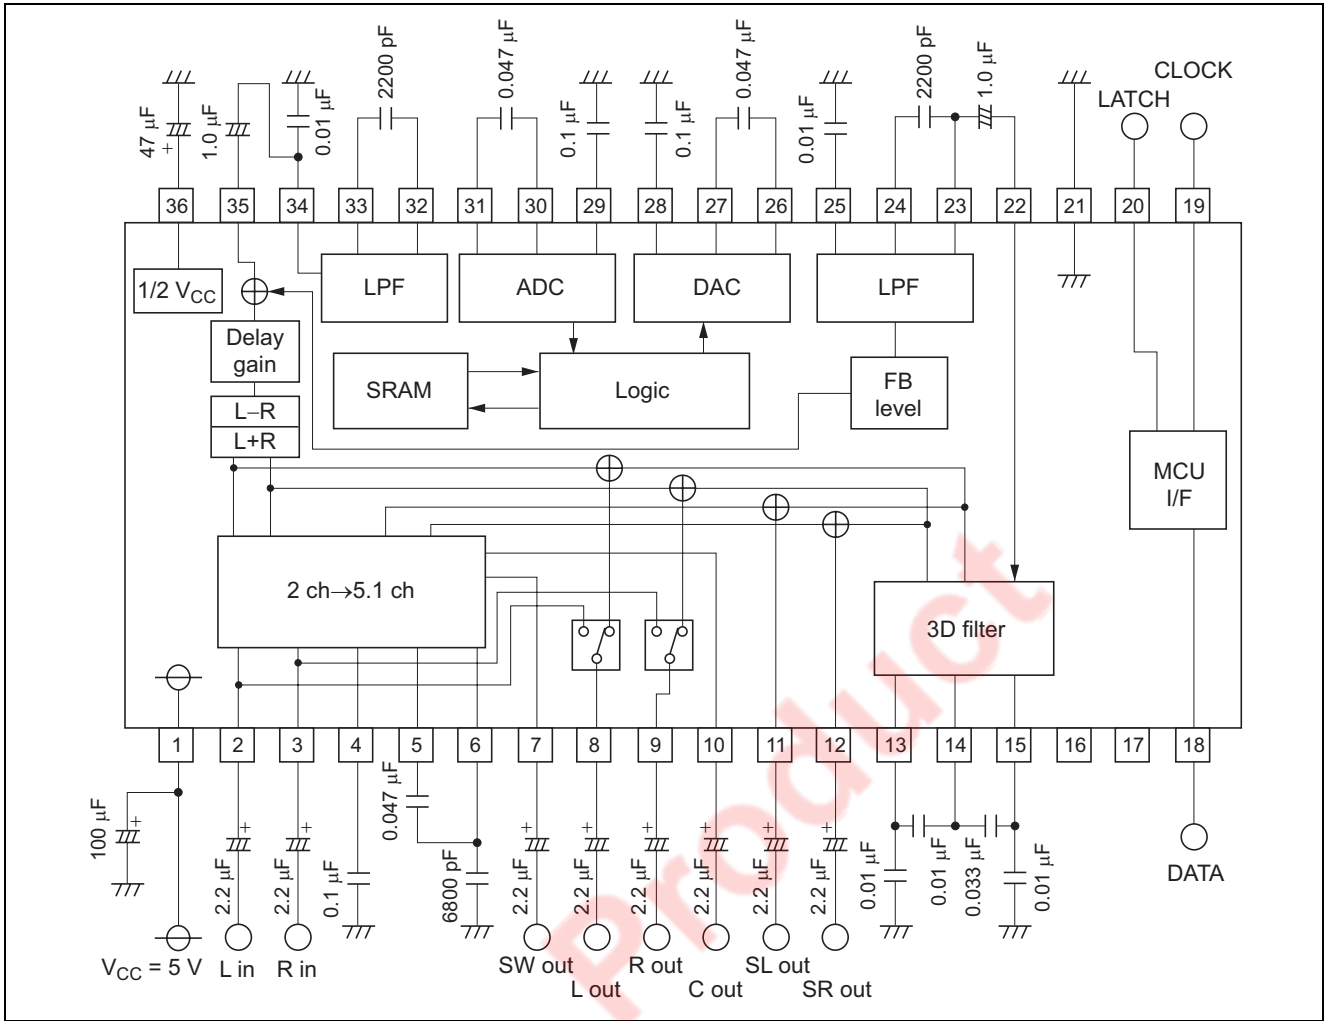 47 µF
+
1.0 µF
0.01 µF
2200 pF
0.047 µF
0.1 µF
0.1 µF
0.047 µF
0.01 µF
2200 pF
1.0 µF
LATCH
CLOCK
36 35 34 33 32 31 30 29 28 27 26 25 24 23 22 21 20 19
1/2 VCC
LPF
ADC
DAC
LPF
Delay
gain
SRAM
Logic
FB
level
L−R
L+R
MCU
I/F
2 ch→5.1 ch
3D filter
1 2 3 4 5 6 7 8 9 10 11 12 13 14 15 16 17 18
100 µF
+
2.2 µF
+
2.2 µF
+
0.1 µF
0.047 µF
6800 pF
2.2 µF
+
2.2 µF
+
2.2 µF
+
2.2 µF
+
2.2 µF
+
2.2 µF
+
0.01 µF
0.01 µF
0.033 µF
0.01 µF
DATA
VCC = 5 V
L in
R in
SW out
L out
R out
C out
SL out
SR out
Product